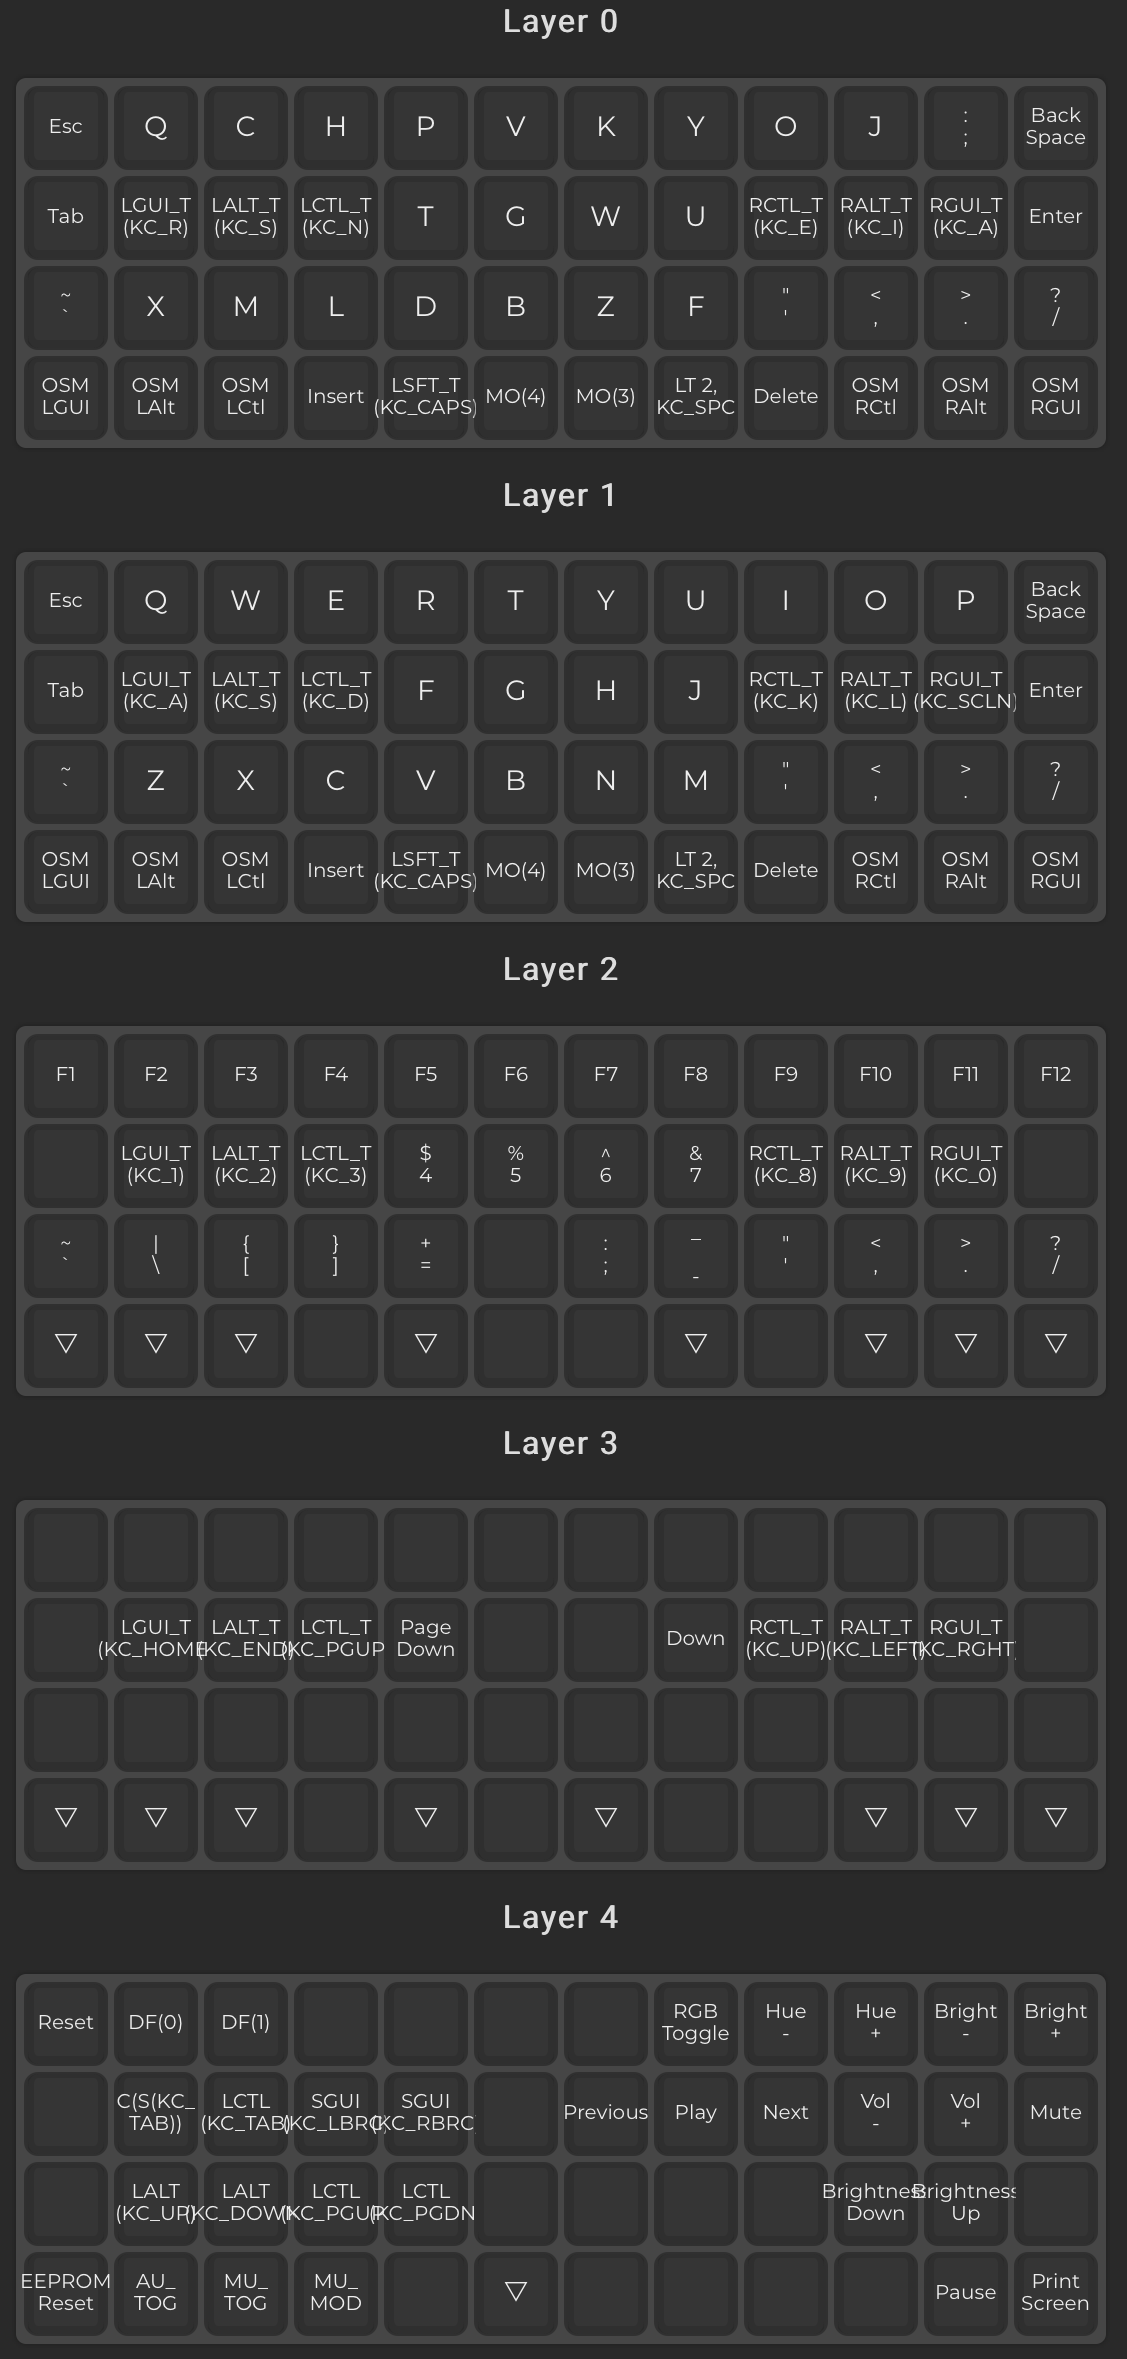 Layer 0
Esc Q C H P V K Y O J : ; Back Space
Tab LGUI_T (KC_R) LALT_T (KC_S) LCTL_T (KC_N) T G W U RCTL_T (KC_E) RALT_T (KC_I) RGUI_T (KC_A) Enter
~ ` X M L D B Z F " ' < , > . ? /
OSM LGUI OSM LAlt OSM LCtl Insert LSFT_T (KC_CAPS) MO(4) MO(3) LT 2, KC_SPC Delete OSM RCtl OSM RAlt OSM RGUI
Layer 1
Esc Q W E R T Y U I O P Back Space
Tab LGUI_T (KC_A) LALT_T (KC_S) LCTL_T (KC_D) F G H J RCTL_T (KC_K) RALT_T (KC_L) RGUI_T (KC_SCLN) Enter
~ ` Z X C V B N M " ' < , > . ? /
OSM LGUI OSM LAlt OSM LCtl Insert LSFT_T (KC_CAPS) MO(4) MO(3) LT 2, KC_SPC Delete OSM RCtl OSM RAlt OSM RGUI
Layer 2
F1 F2 F3 F4 F5 F6 F7 F8 F9 F10 F11 F12
LGUI_T (KC_1) LALT_T (KC_2) LCTL_T (KC_3) $ 4 % 5 ^ 6 & 7 RCTL_T (KC_8) RALT_T (KC_9) RGUI_T (KC_0)
~ ` | \ { [ } ] + = : ; _ - " ' < , > . ? /
▽ ▽ ▽ ▽ ▽ ▽ ▽ ▽
Layer 3
LGUI_T (KC_HOME LALT_T (KC_END) LCTL_T (KC_PGUP Page Down Down RCTL_T (KC_UP) RALT_T (KC_LEFT) RGUI_T (KC_RGHT)
▽ ▽ ▽ ▽ ▽ ▽ ▽ ▽
Layer 4
Reset DF(0) DF(1) RGB Toggle Hue - Hue + Bright - Bright +
C(S(KC_ TAB)) LCTL (KC_TAB) SGUI (KC_LBRC SGUI (KC_RBRC Previous Play Next Vol - Vol + Mute
LALT (KC_UP) LALT (KC_DOWN LCTL (KC_PGUP LCTL (KC_PGDN Brightness Down Brightness Up
EEPROM Reset AU_ TOG MU_ TOG MU_ MOD ▽ Pause Print Screen